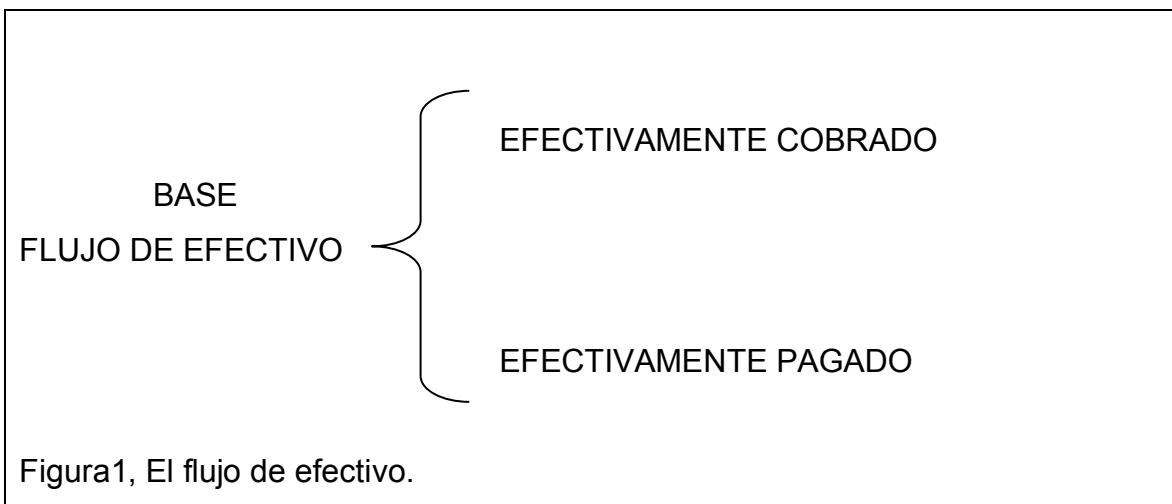 EFECTIVAMENTE COBRADO
BASE
FLUJO DE EFECTIVO
EFECTIVAMENTE PAGADO
Figura1, El flujo de efectivo.